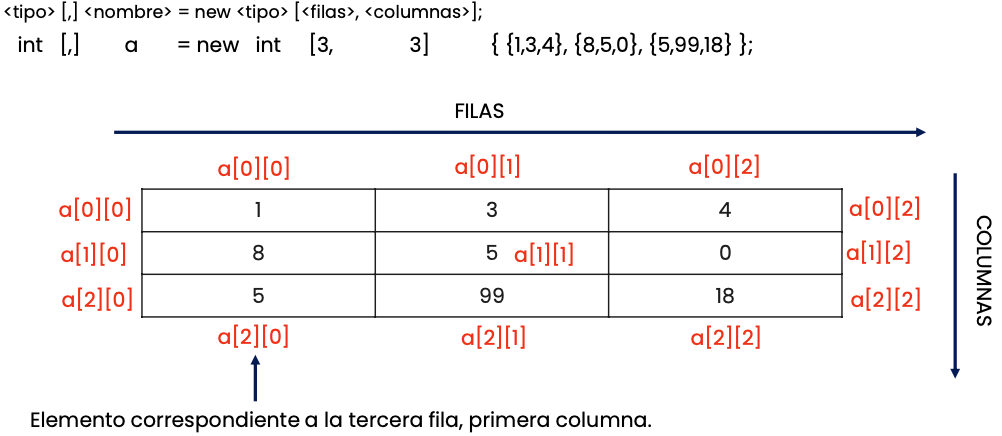 <tipo> [,] <nombre> = new <tipo> [<filas>, <columnas>];
int [,] a = new int [3, 3] { {1,3,4}, {8,5,0}, {5,99,18} };
FILAS
a[0][0] a[0][1] a[0][2]
a[0][0] 1 3 4 a[0][2]
a[1][0] 8 5 a[1][1] 0 a[1][2]
a[2][0] 5 99 18 a[2][2]
a[2][0] a[2][1] a[2][2]
COLUMNAS
Elemento correspondiente a la tercera fila, primera columna.